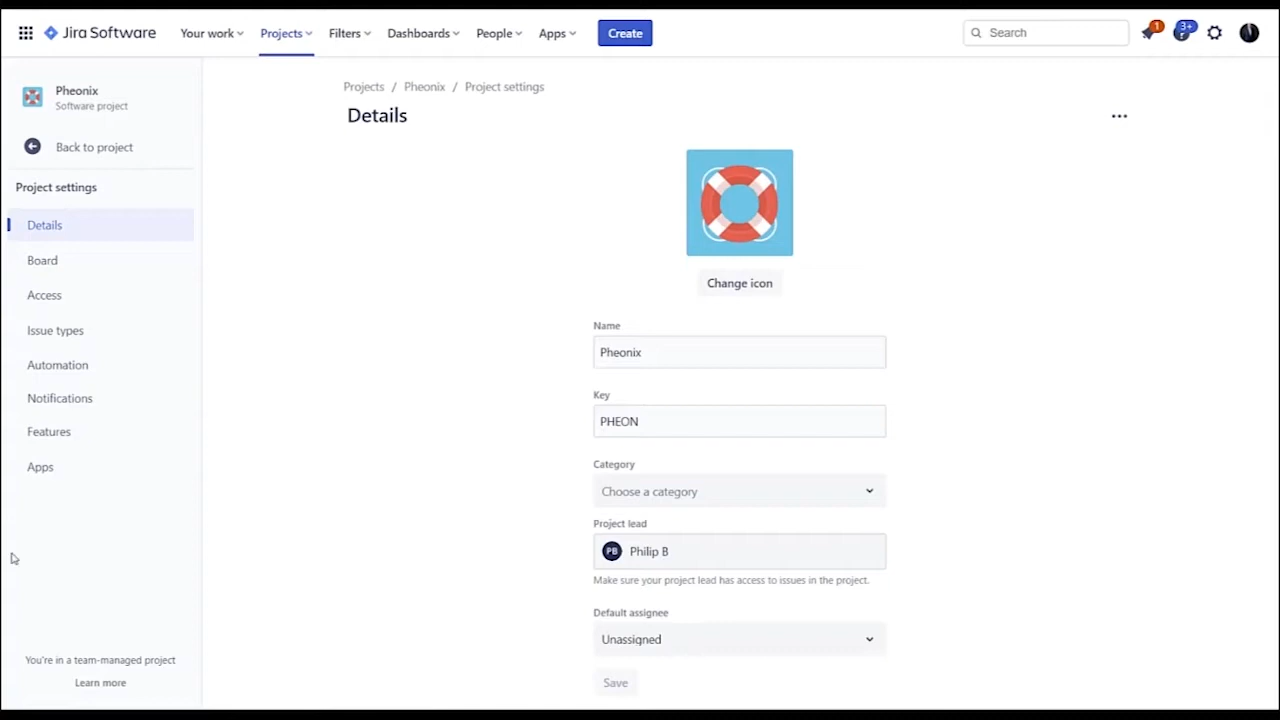 Jira Software
Your work
Projects
Filters
Dashboards
People
Apps
Create
Search
1
3+
Pheonix
Software project
Back to project
Project settings
Details
Board
Access
Issue types
Automation
Notifications
Features
Apps
You're in a team-managed project
Learn more
Projects / Pheonix / Project settings
Details
Change icon
Name
Pheonix
Key
PHEON
Category
Choose a category
Project lead
PB Philip B
Make sure your project lead has access to issues in the project.
Default assignee
Unassigned
Save